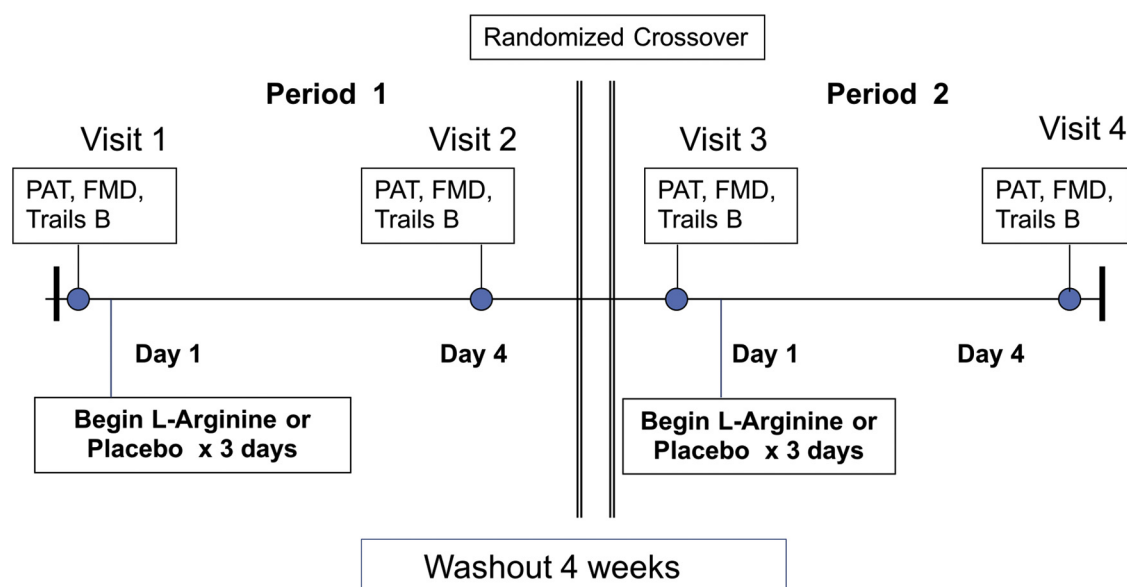 Randomized Crossover
Period 1
Period 2
Visit 1
Visit 2
Visit 3
Visit 4
PAT, FMD,
Trails B
PAT, FMD,
Trails B
PAT, FMD,
Trails B
PAT, FMD,
Trails B
Day 1
Day 4
Day 1
Day 4
Begin L-Arginine or
Placebo x 3 days
Begin L-Arginine or
Placebo x 3 days
Washout 4 weeks